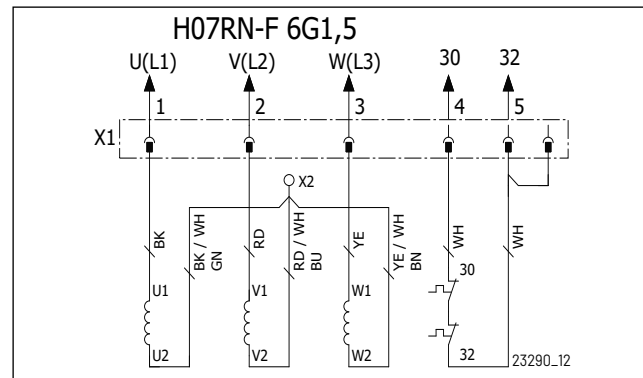 H07RN-F 6G1,5
U(L1) V(L2) W(L3) 30 32
1 2 3 4 5
X1
X2
BK BK / WH GN RD RD / WH BU YE YE / WH BN WH WH
30
U1 V1 W1
U2 V2 W2 32
23290_12